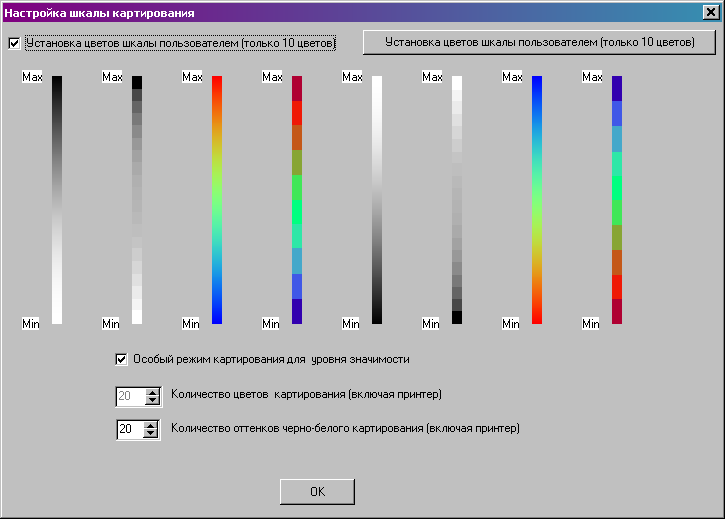 Настройка шкалы картирования
Установка цветов шкалы пользователем (только 10 цветов)
Установка цветов шкалы пользователем (только 10 цветов)
Max Max Max Max Max Max Max Max
Min Min Min Min Min Min Min Min
Особый режим картирования для уровня значимости
20 Количество цветов картирования (включая принтер)
20 Количество оттенков черно-белого картирования (включая принтер)
OK